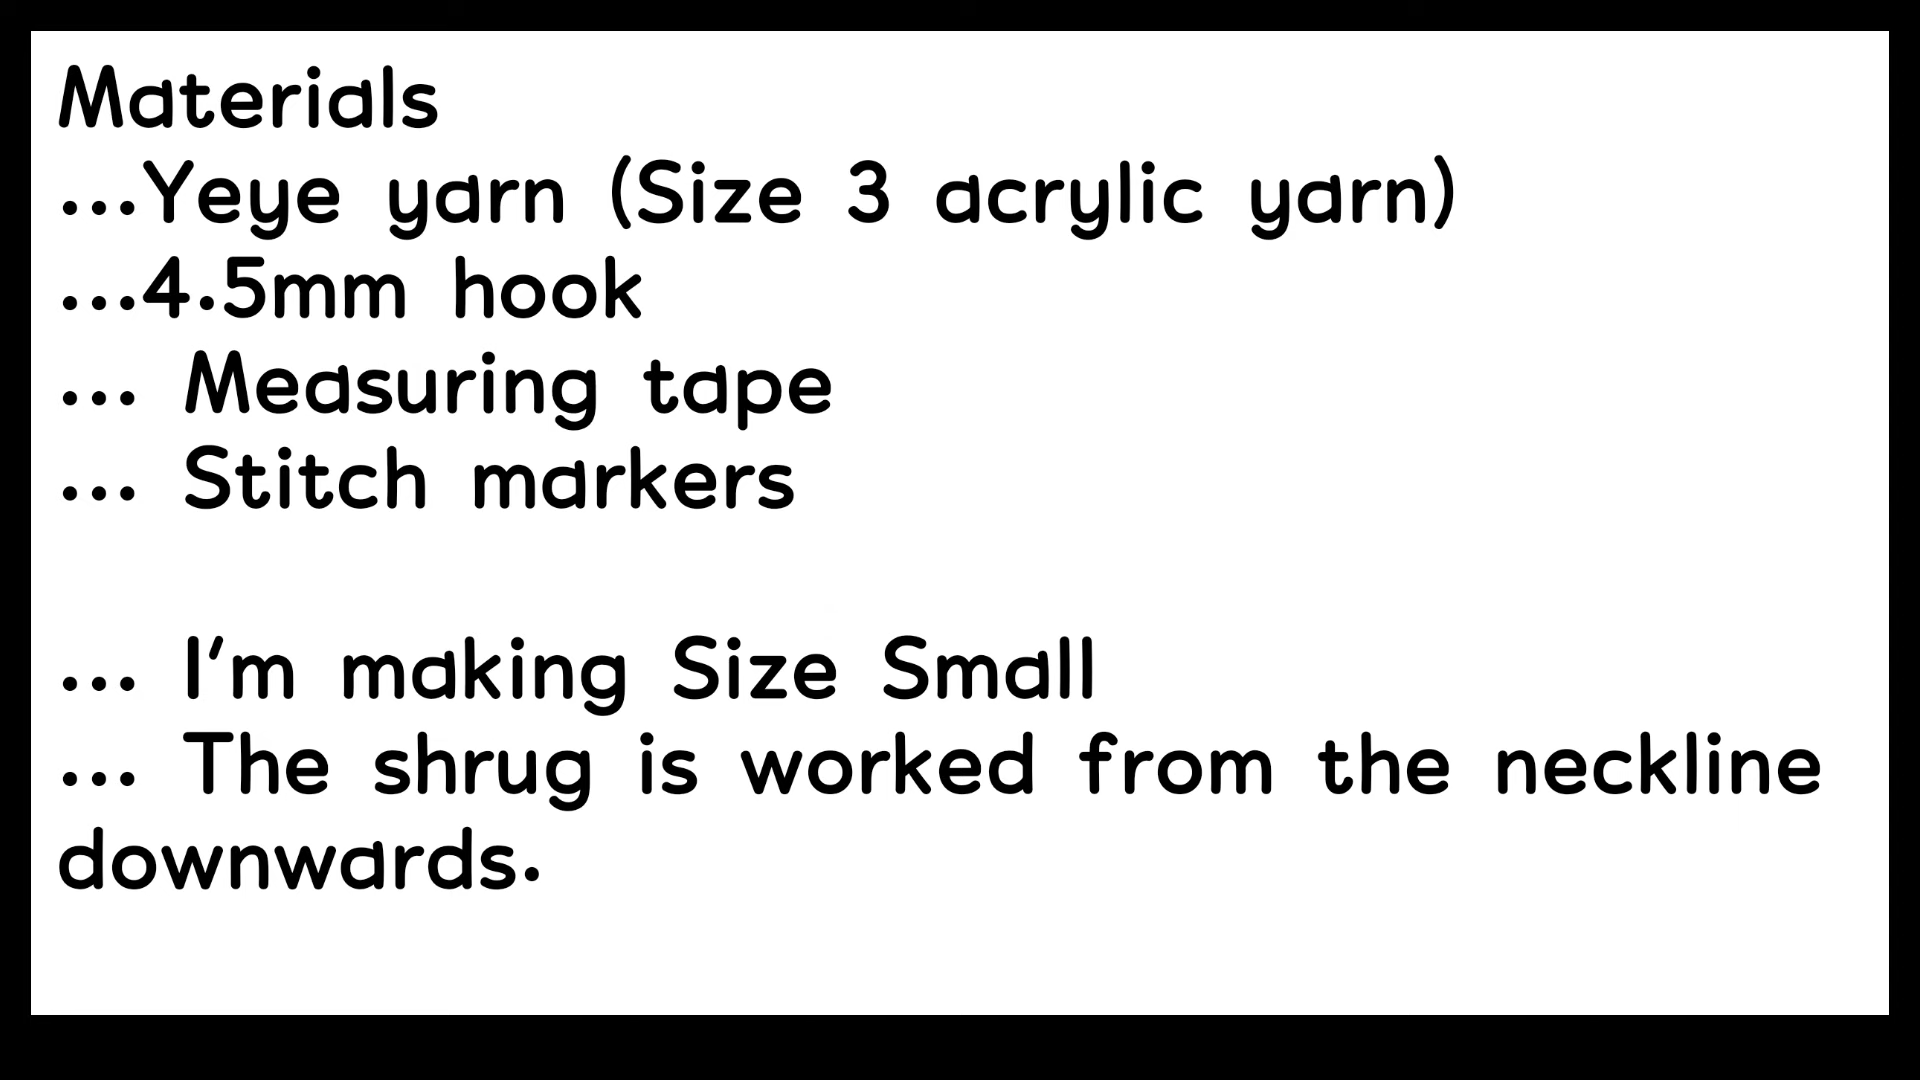 Materials
...Yeye yarn (Size 3 acrylic yarn)
...4.5mm hook
... Measuring tape
... Stitch markers
... I'm making Size Small
... The shrug is worked from the neckline
downwards.